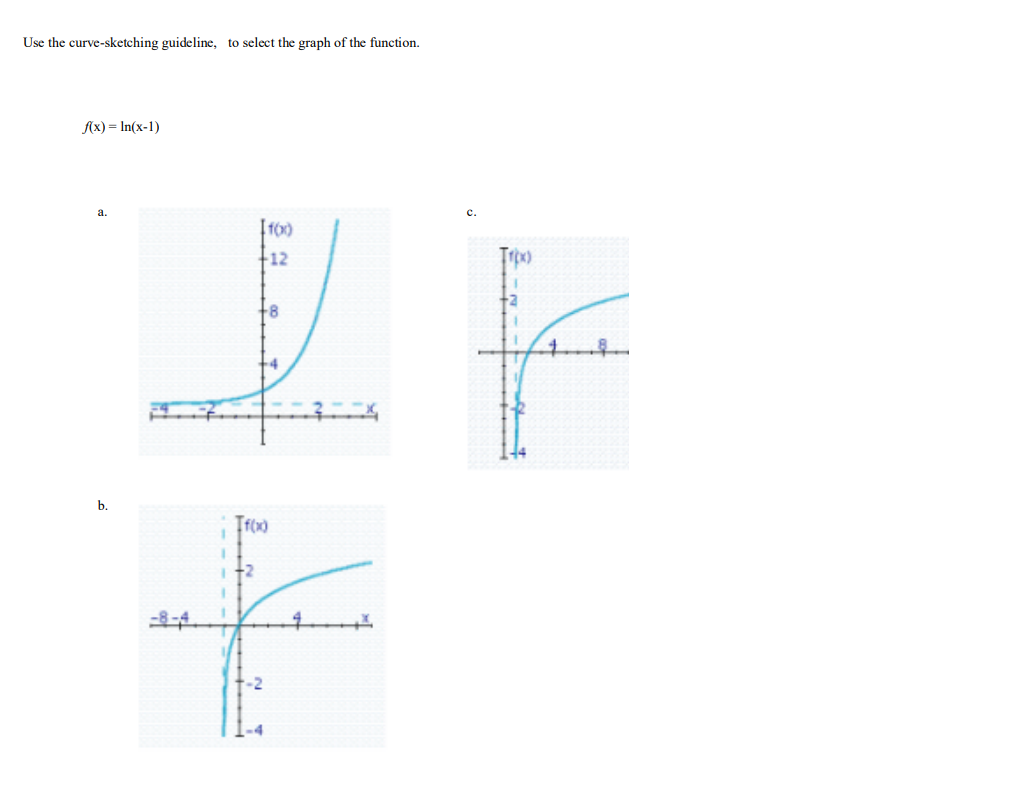 Use the curve-sketching guideline, to select the graph of the function.
f(x) = ln(x-1)
a.
f(x)
12
8
4
-4 -2 2 x
c.
f(x)
2
4 8
-2
-4
b.
f(x)
2
-8 -4 4 x
-2
-4